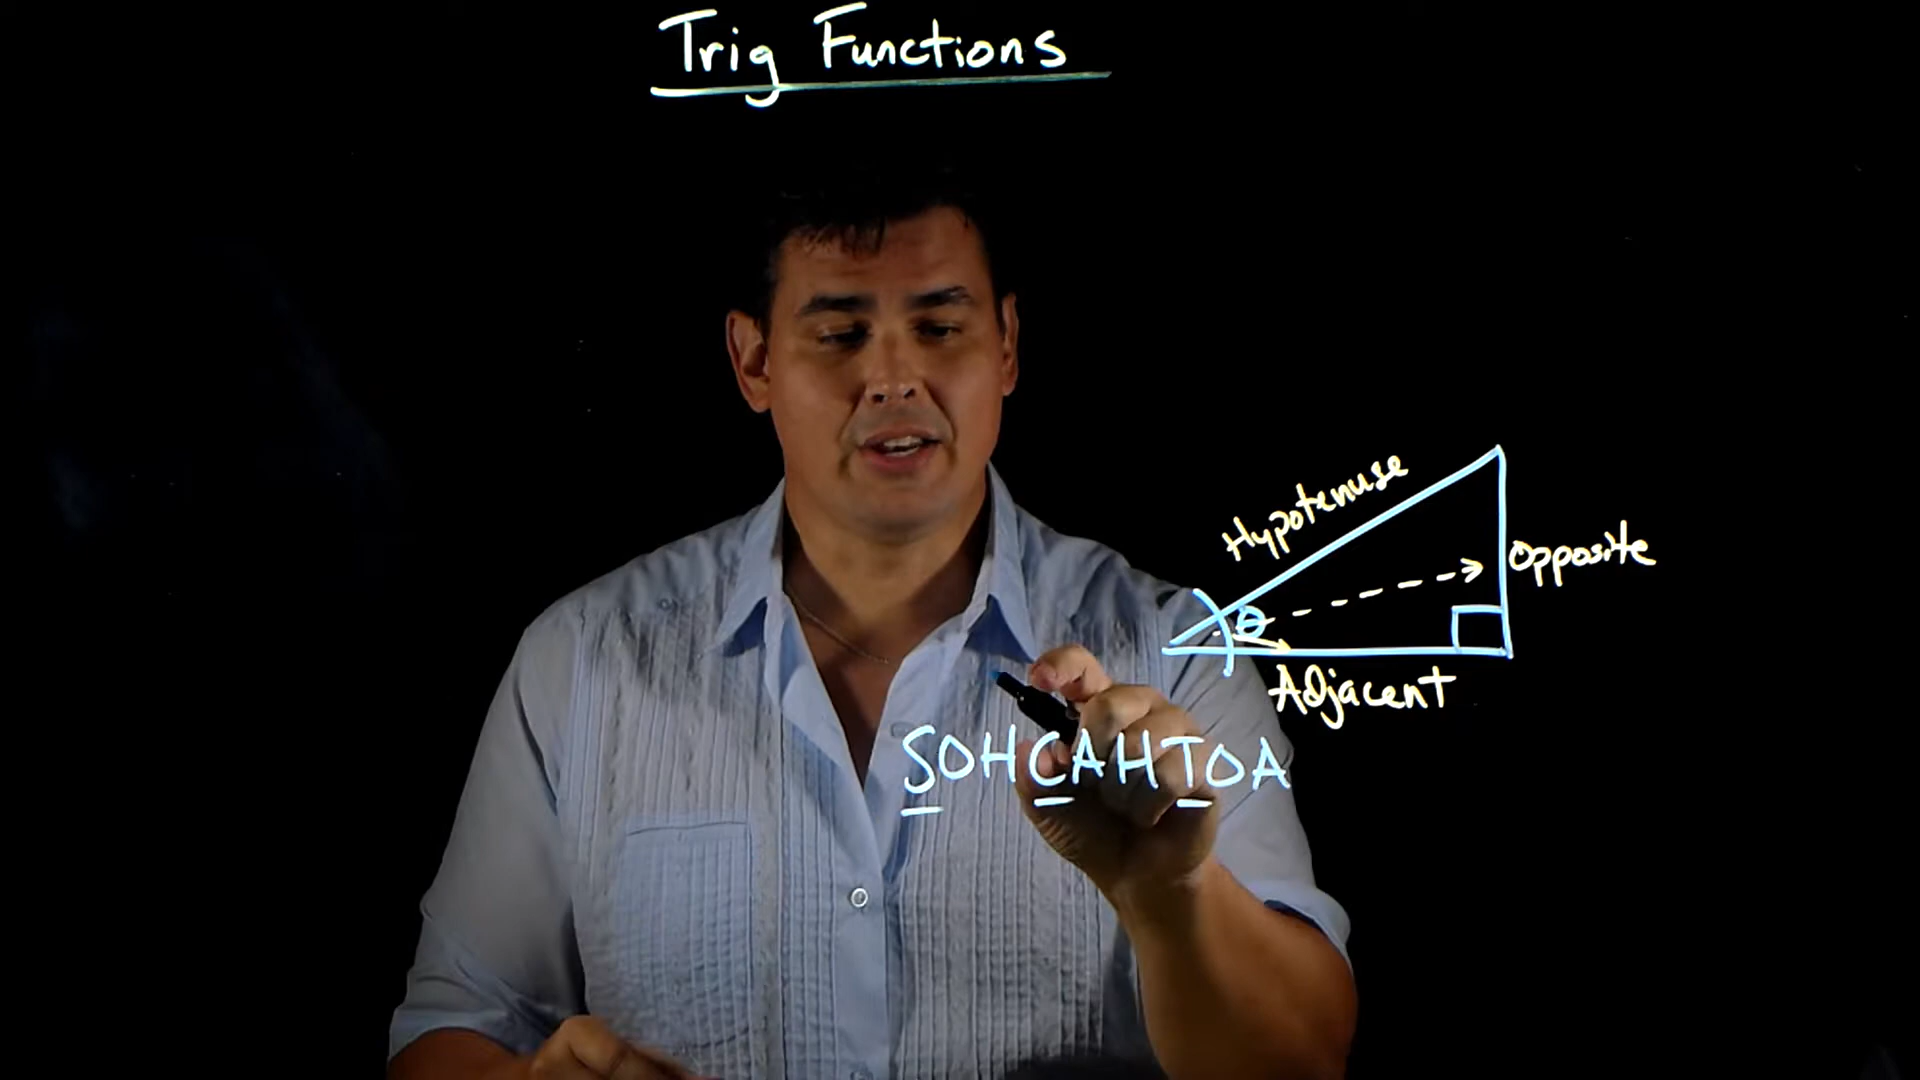 Trig Functions
Hypotenuse
Opposite
θ
Adjacent
SOHCAHTOA